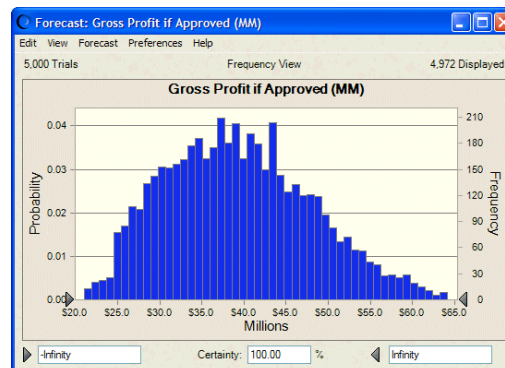 Forecast: Gross Profit if Approved (MM)
Edit View Forecast Preferences Help
5,000 Trials Frequency View 4,972 Displayed
Gross Profit if Approved (MM)
Probability
0.04
0.03
0.02
0.01
0.00
210
180
150
120
90
60
30
0
Frequency
$20.0 $25.0 $30.0 $35.0 $40.0 $45.0 $50.0 $55.0 $60.0 $65.0
Millions
-Infinity Certainty: 100.00 % Infinity